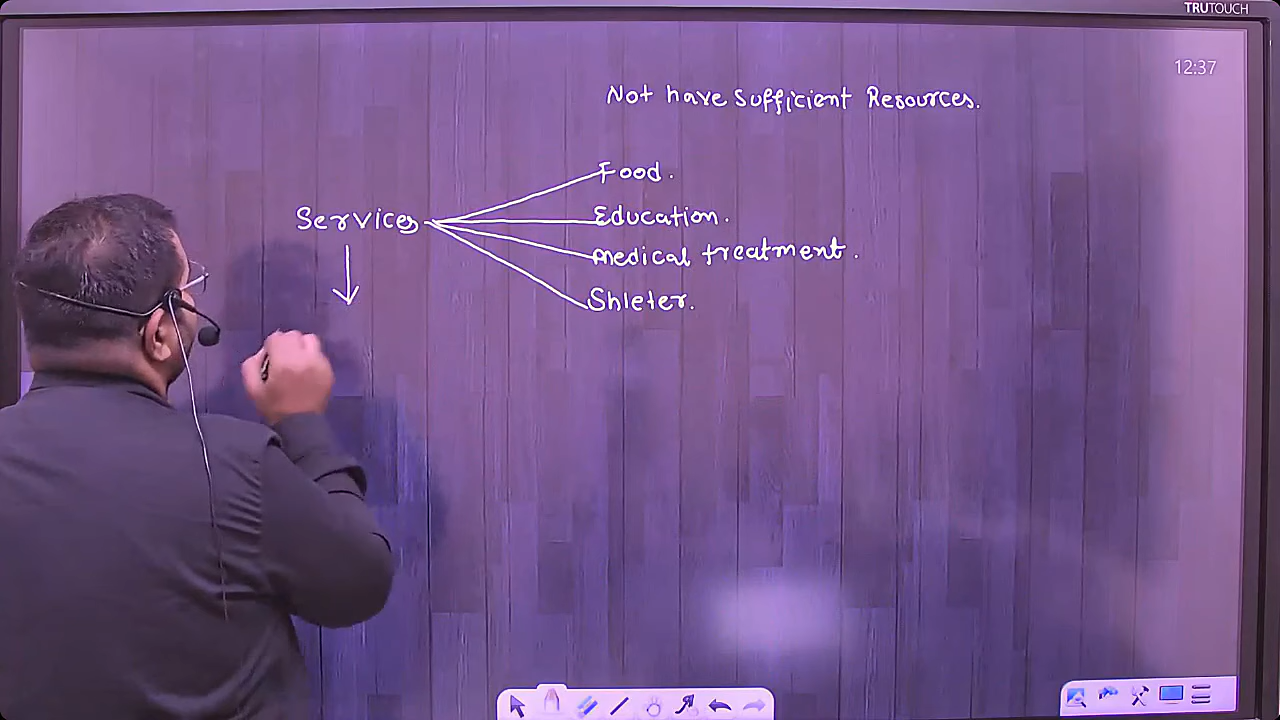 TRUTOUCH
12:37
Not have Sufficient Resources.
Food.
Services
Education.
medical treatment.
Shleter.